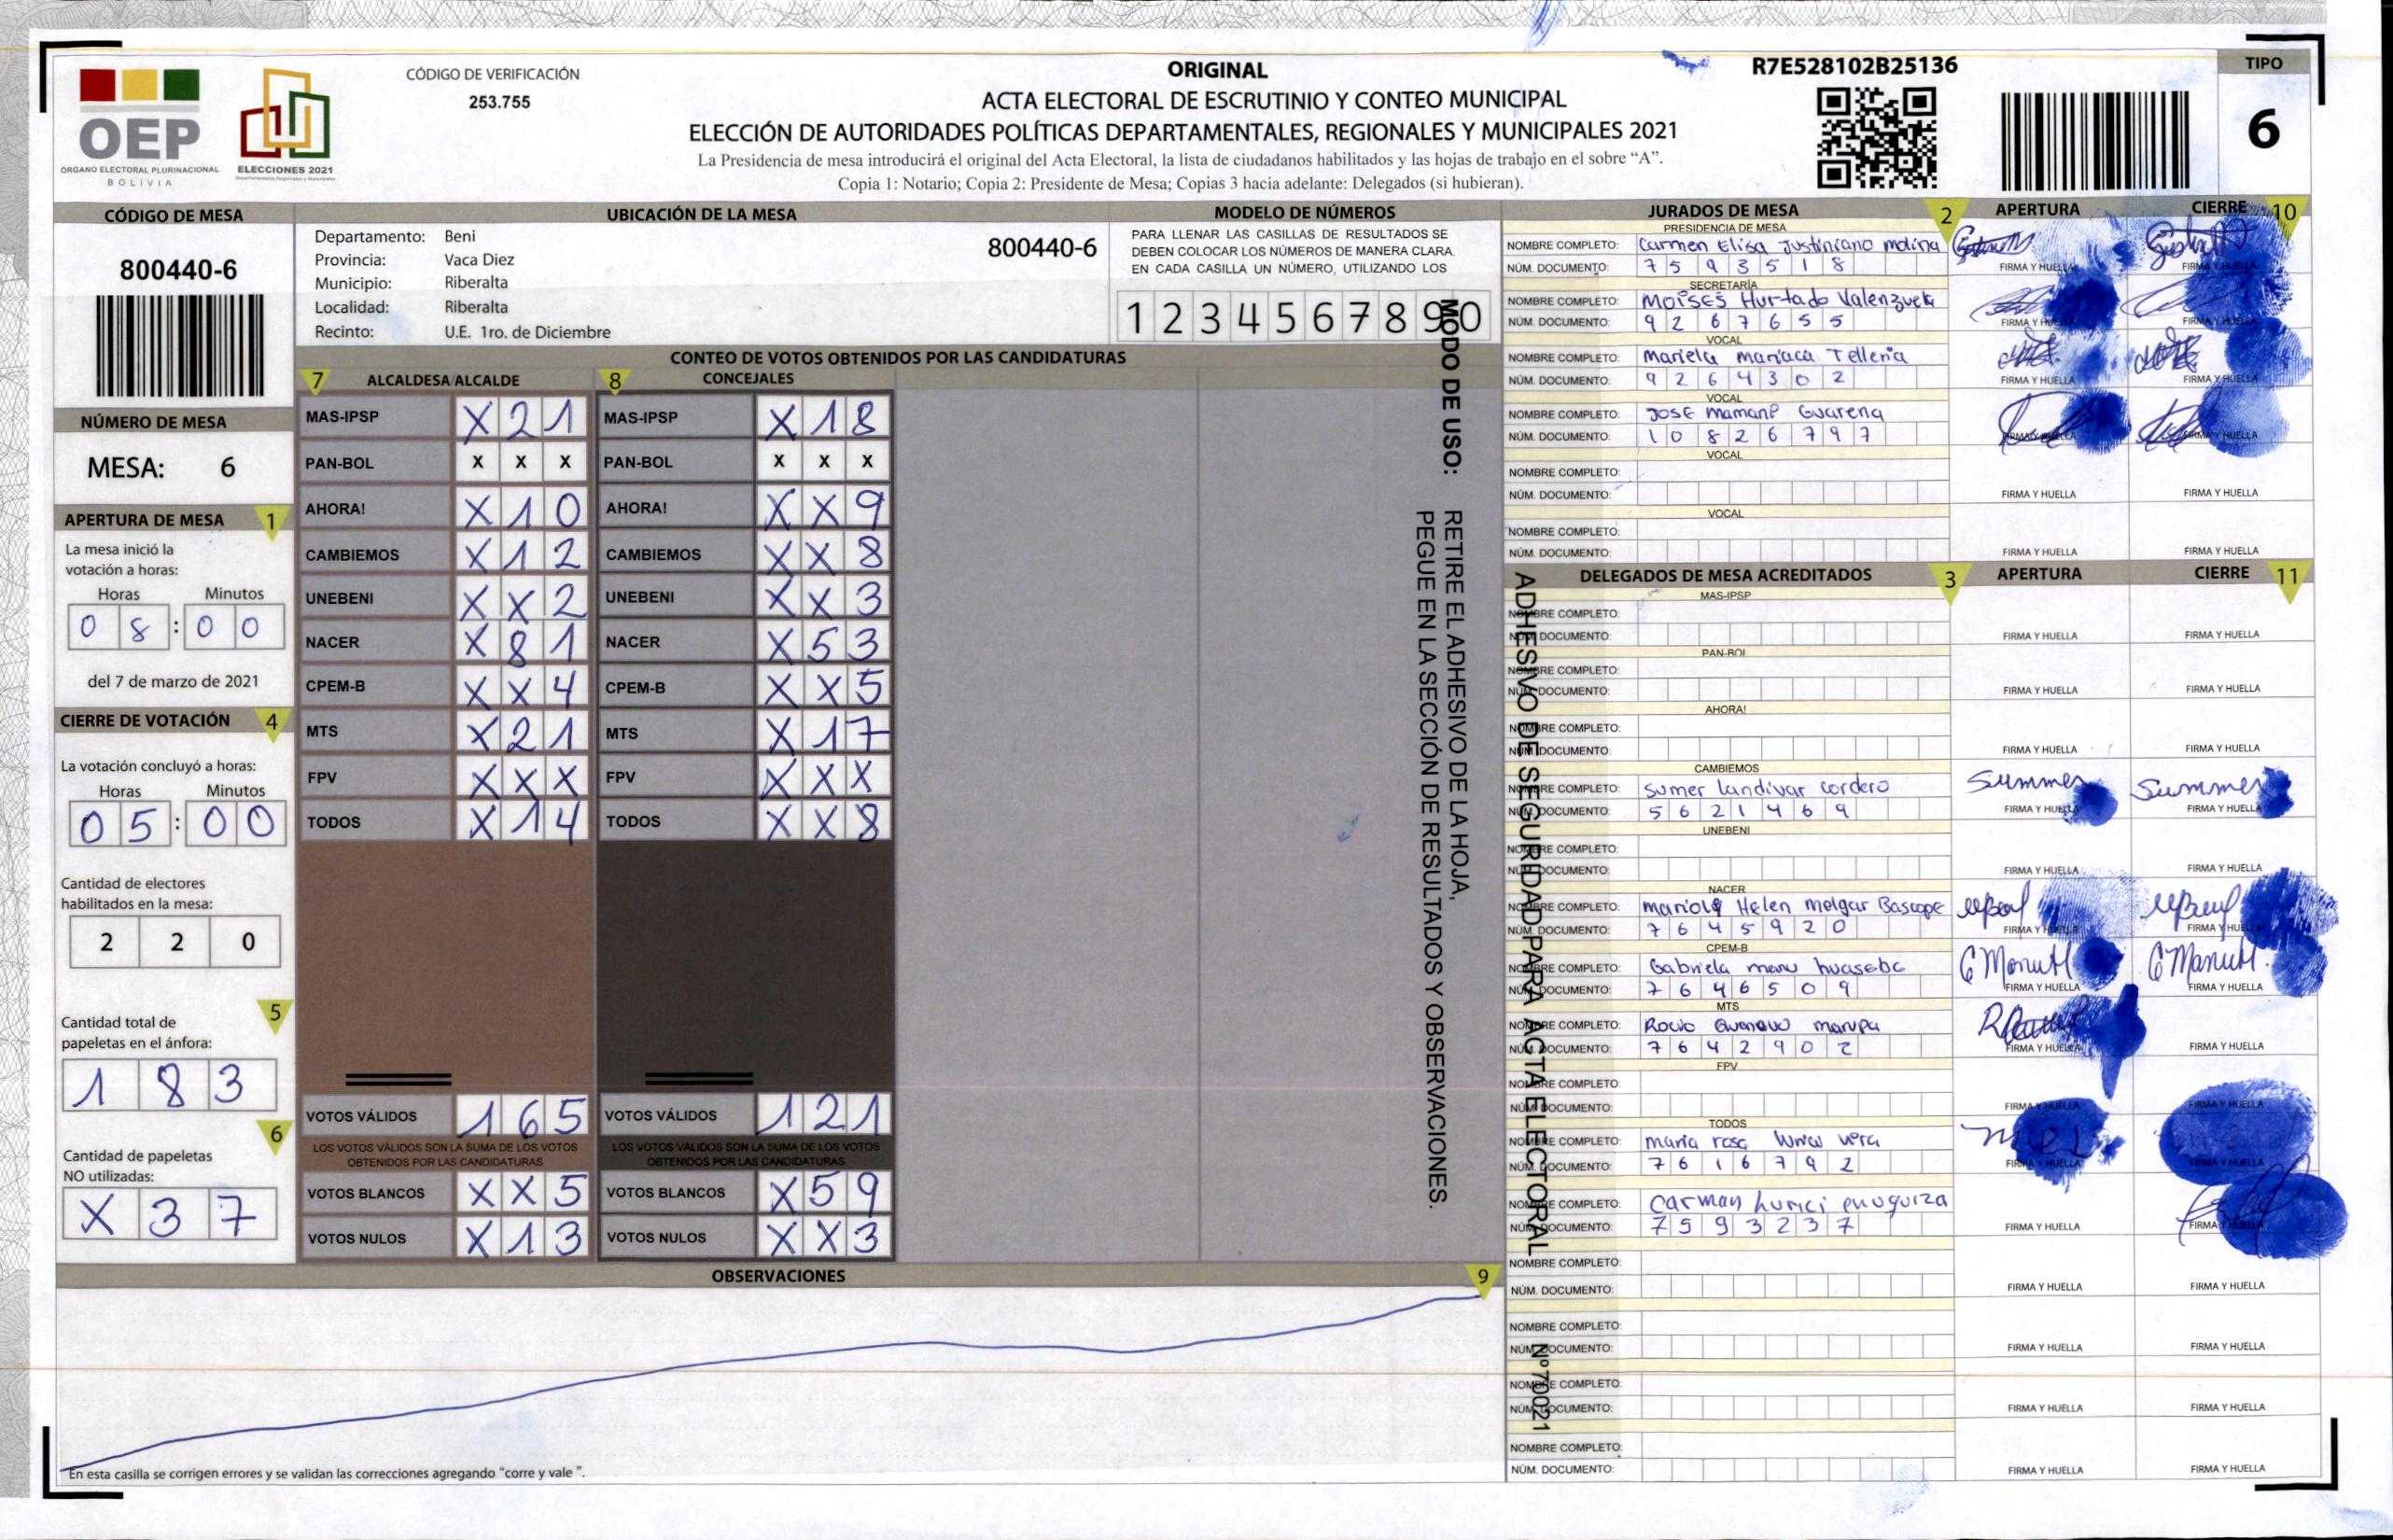 OEP
ORGANO ELECTORAL PLURINACIONAL
BOLIVIA
ELECCIONES 2021
CÓDIGO DE VERIFICACIÓN
253.755
ORIGINAL
ACTA ELECTORAL DE ESCRUTINIO Y CONTEO MUNICIPAL
ELECCIÓN DE AUTORIDADES POLÍTICAS DEPARTAMENTALES, REGIONALES Y MUNICIPALES 2021
La Presidencia de mesa introducirá el original del Acta Electoral, la lista de ciudadanos habilitados y las hojas de trabajo en el sobre “A”.
Copia 1: Notario; Copia 2: Presidente de Mesa; Copias 3 hacia adelante: Delegados (si hubieran).
R7E528102B25136
TIPO
6
CÓDIGO DE MESA
800440-6
NÚMERO DE MESA
MESA: 6
APERTURA DE MESA 1
La mesa inició la
votación a horas:
Horas Minutos
0 8 : 0 0
del 7 de marzo de 2021
CIERRE DE VOTACIÓN 4
La votación concluyó a horas:
Horas Minutos
0 5 : 0 0
Cantidad de electores
habilitados en la mesa:
2 2 0
5
Cantidad total de
papeletas en el ánfora:
1 8 3
6
Cantidad de papeletas
NO utilizadas:
X 3 7
UBICACIÓN DE LA MESA
Departamento: Beni
Provincia: Vaca Diez
Municipio: Riberalta
Localidad: Riberalta
Recinto: U.E. 1ro. de Diciembre
800440-6
MODELO DE NÚMEROS
PARA LLENAR LAS CASILLAS DE RESULTADOS SE
DEBEN COLOCAR LOS NÚMEROS DE MANERA CLARA.
EN CADA CASILLA UN NÚMERO, UTILIZANDO LOS
1 2 3 4 5 6 7 8 9 0
CONTEO DE VOTOS OBTENIDOS POR LAS CANDIDATURAS
7 ALCALDESA/ALCALDE 8 CONCEJALES
MAS-IPSP X 2 1 MAS-IPSP X 1 8
PAN-BOL X X X PAN-BOL X X X
AHORA! X 1 0 AHORA! X X 9
CAMBIEMOS X 1 2 CAMBIEMOS X X 8
UNEBENI X X 2 UNEBENI X X 3
NACER X 8 1 NACER X 5 3
CPEM-B X X 4 CPEM-B X X 5
MTS X 2 1 MTS X 1 7
FPV X X X FPV X X X
TODOS X 1 4 TODOS X X 8
VOTOS VÁLIDOS 1 6 5 VOTOS VÁLIDOS 1 2 1
LOS VOTOS VÁLIDOS SON LA SUMA DE LOS VOTOS LOS VOTOS VÁLIDOS SON LA SUMA DE LOS VOTOS
OBTENIDOS POR LAS CANDIDATURAS OBTENIDOS POR LAS CANDIDATURAS
VOTOS BLANCOS X X 5 VOTOS BLANCOS X 5 9
VOTOS NULOS X 1 3 VOTOS NULOS X X 3
MODO DE USO: RETIRE EL ADHESIVO DE LA HOJA,
PEGUE EN LA SECCIÓN DE RESULTADOS Y OBSERVACIONES.
ADHESIVO DE SEGURIDAD PARA ACTA ELECTORAL Nº 70021
OBSERVACIONES 9
En esta casilla se corrigen errores y se validan las correcciones agregando "corre y vale ".
JURADOS DE MESA 2 APERTURA CIERRE 10
PRESIDENCIA DE MESA
NOMBRE COMPLETO: Carmen Elisa Justiniano Molina
NÚM. DOCUMENTO: 7 5 9 3 5 1 8 FIRMA Y HUELLA FIRMA Y HUELLA
SECRETARÍA
NOMBRE COMPLETO: Moises Hurtado Valenzuela
NÚM. DOCUMENTO: 9 2 6 7 6 5 5 FIRMA Y HUELLA FIRMA Y HUELLA
VOCAL
NOMBRE COMPLETO: Mariela Maniaca Telleria
NÚM. DOCUMENTO: 9 2 6 4 3 0 2 FIRMA Y HUELLA FIRMA Y HUELLA
VOCAL
NOMBRE COMPLETO: Jose Mamani Guarena
NÚM. DOCUMENTO: 1 0 8 2 6 7 9 7 FIRMA Y HUELLA FIRMA Y HUELLA
VOCAL
NOMBRE COMPLETO:
NÚM. DOCUMENTO: FIRMA Y HUELLA FIRMA Y HUELLA
VOCAL
NOMBRE COMPLETO:
NÚM. DOCUMENTO: FIRMA Y HUELLA FIRMA Y HUELLA
DELEGADOS DE MESA ACREDITADOS 3 APERTURA CIERRE 11
MAS-IPSP
NOMBRE COMPLETO:
NÚM. DOCUMENTO: FIRMA Y HUELLA FIRMA Y HUELLA
PAN-BOL
NOMBRE COMPLETO:
NÚM. DOCUMENTO: FIRMA Y HUELLA FIRMA Y HUELLA
AHORA!
NOMBRE COMPLETO:
NÚM. DOCUMENTO: FIRMA Y HUELLA FIRMA Y HUELLA
CAMBIEMOS
NOMBRE COMPLETO: Sumer landivar cordero Summer Summer
NÚM. DOCUMENTO: 5 6 2 1 4 6 9 FIRMA Y HUELLA FIRMA Y HUELLA
UNEBENI
NOMBRE COMPLETO:
NÚM. DOCUMENTO: FIRMA Y HUELLA FIRMA Y HUELLA
NACER
NOMBRE COMPLETO: Mariola Helen Melgar Bascope
NÚM. DOCUMENTO: 7 6 4 5 9 2 0 FIRMA Y HUELLA FIRMA Y HUELLA
CPEM-B
NOMBRE COMPLETO: Gabriela
NÚM. DOCUMENTO: 7 6 4 6 5 0 9 FIRMA Y HUELLA FIRMA Y HUELLA
MTS
NOMBRE COMPLETO: Rocio marupa
NÚM. DOCUMENTO: 7 6 4 2 9 0 2 FIRMA Y HUELLA FIRMA Y HUELLA
FPV
NOMBRE COMPLETO:
NÚM. DOCUMENTO: FIRMA Y HUELLA FIRMA Y HUELLA
TODOS
NOMBRE COMPLETO: maria rosa vera
NÚM. DOCUMENTO: 7 6 1 6 7 9 2 FIRMA Y HUELLA FIRMA Y HUELLA
NOMBRE COMPLETO: Carman
NÚM. DOCUMENTO: 7 5 9 3 2 3 7 FIRMA Y HUELLA FIRMA Y HUELLA
NOMBRE COMPLETO:
NÚM. DOCUMENTO: FIRMA Y HUELLA FIRMA Y HUELLA
NOMBRE COMPLETO:
NÚM. DOCUMENTO: FIRMA Y HUELLA FIRMA Y HUELLA
NOMBRE COMPLETO:
NÚM. DOCUMENTO: FIRMA Y HUELLA FIRMA Y HUELLA
NOMBRE COMPLETO:
NÚM. DOCUMENTO: FIRMA Y HUELLA FIRMA Y HUELLA